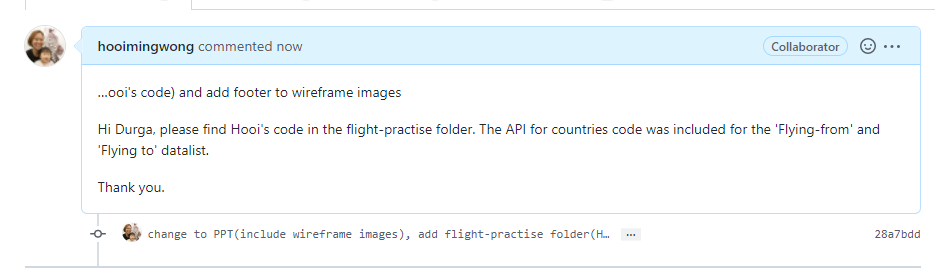 hooimingwong commented now
Collaborator
...ooi's code) and add footer to wireframe images
Hi Durga, please find Hooi's code in the flight-practise folder. The API for countries code was included for the 'Flying-from' and
'Flying to' datalist.
Thank you.
change to PPT(include wireframe images), add flight-practise folder(H… …
28a7bdd